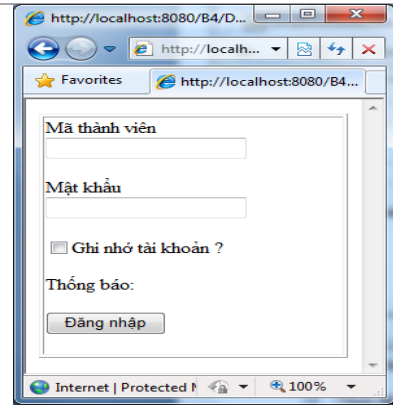 http://localhost:8080/B4/D...
http://localh...
Favorites
http://localhost:8080/B4...
Mã thành viên
Mật khẩu
Ghi nhớ tài khoản ?
Thống báo:
Đăng nhập
Internet | Protected M
100%